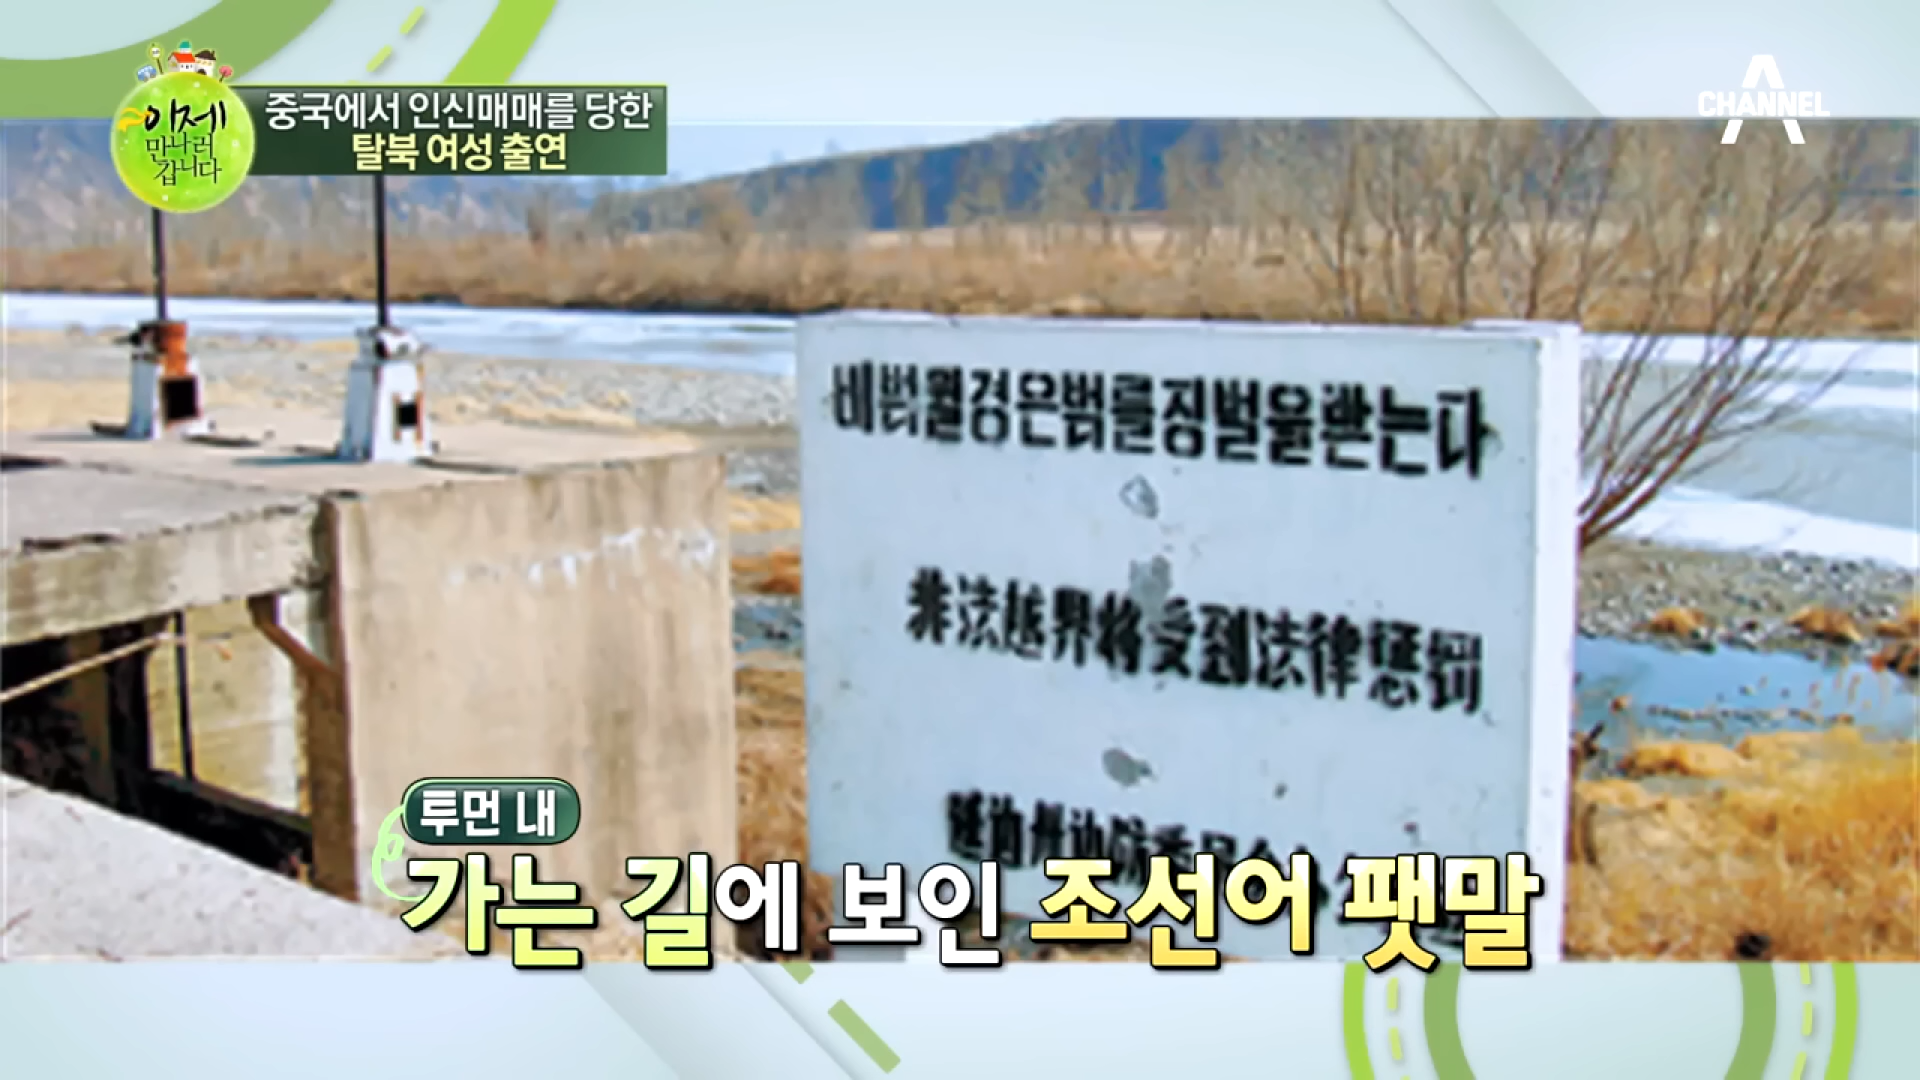 이제
만나러
갑니다
중국에서 인신매매를 당한
탈북 여성 출연
CHANNEL
A
비법월경은법률징벌을받는다
非法越界将受到法律惩罚
투먼 내
가는 길에 보인 조선어 팻말